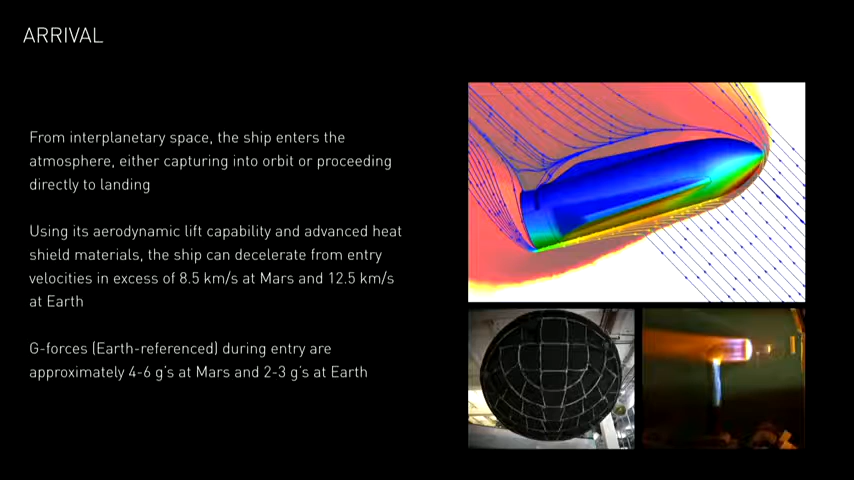 ARRIVAL
From interplanetary space, the ship enters the
atmosphere, either capturing into orbit or proceeding
directly to landing
Using its aerodynamic lift capability and advanced heat
shield materials, the ship can decelerate from entry
velocities in excess of 8.5 km/s at Mars and 12.5 km/s
at Earth
G-forces (Earth-referenced) during entry are
approximately 4-6 g's at Mars and 2-3 g's at Earth